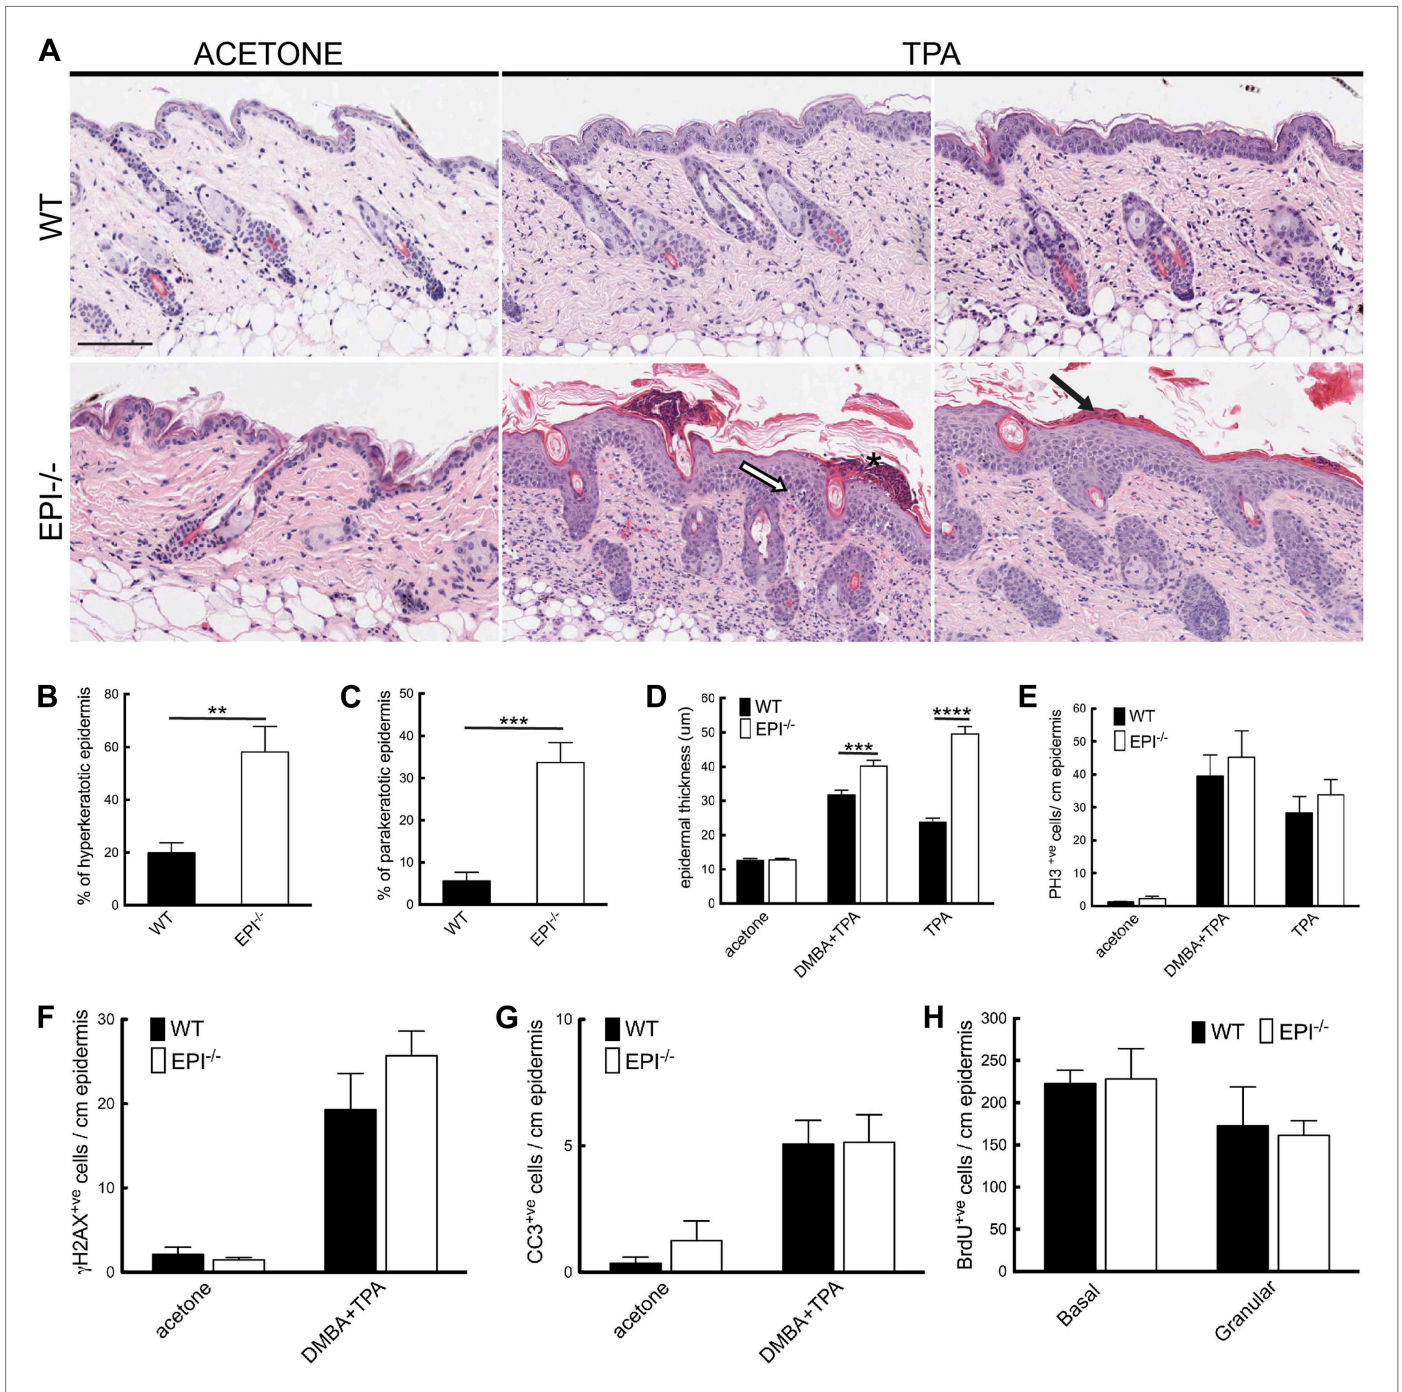 A
ACETONE
TPA
WT
EPI-/-
*
B
% of hyperkeratotic epidermis
80
60
40
20
0
**
WT
EPI-/-
C
% of parakeratotic epidermis
50
40
30
20
10
0
***
WT
EPI-/-
D
epidermal thickness (um)
60
50
40
30
20
10
0
WT
EPI-/-
***
****
acetone
DMBA+TPA
TPA
E
PH3 +ve cells/ cm epidermis
60
50
40
30
20
10
0
WT
EPI-/-
acetone
DMBA+TPA
TPA
F
γH2AX+ve cells / cm epidermis
30
20
10
0
WT
EPI-/-
acetone
DMBA+TPA
G
CC3+ve cells / cm epidermis
10
5
0
WT
EPI-/-
acetone
DMBA+TPA
H
BrdU+ve cells / cm epidermis
300
250
200
150
100
50
0
WT
EPI-/-
Basal
Granular